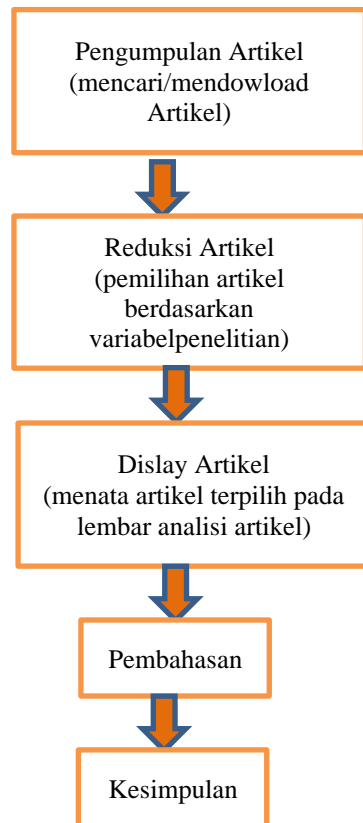 Pengumpulan Artikel
(mencari/mendowload
Artikel)
Reduksi Artikel
(pemilihan artikel
berdasarkan
variabelpenelitian)
Dislay Artikel
(menata artikel terpilih pada
lembar analisi artikel)
Pembahasan
Kesimpulan